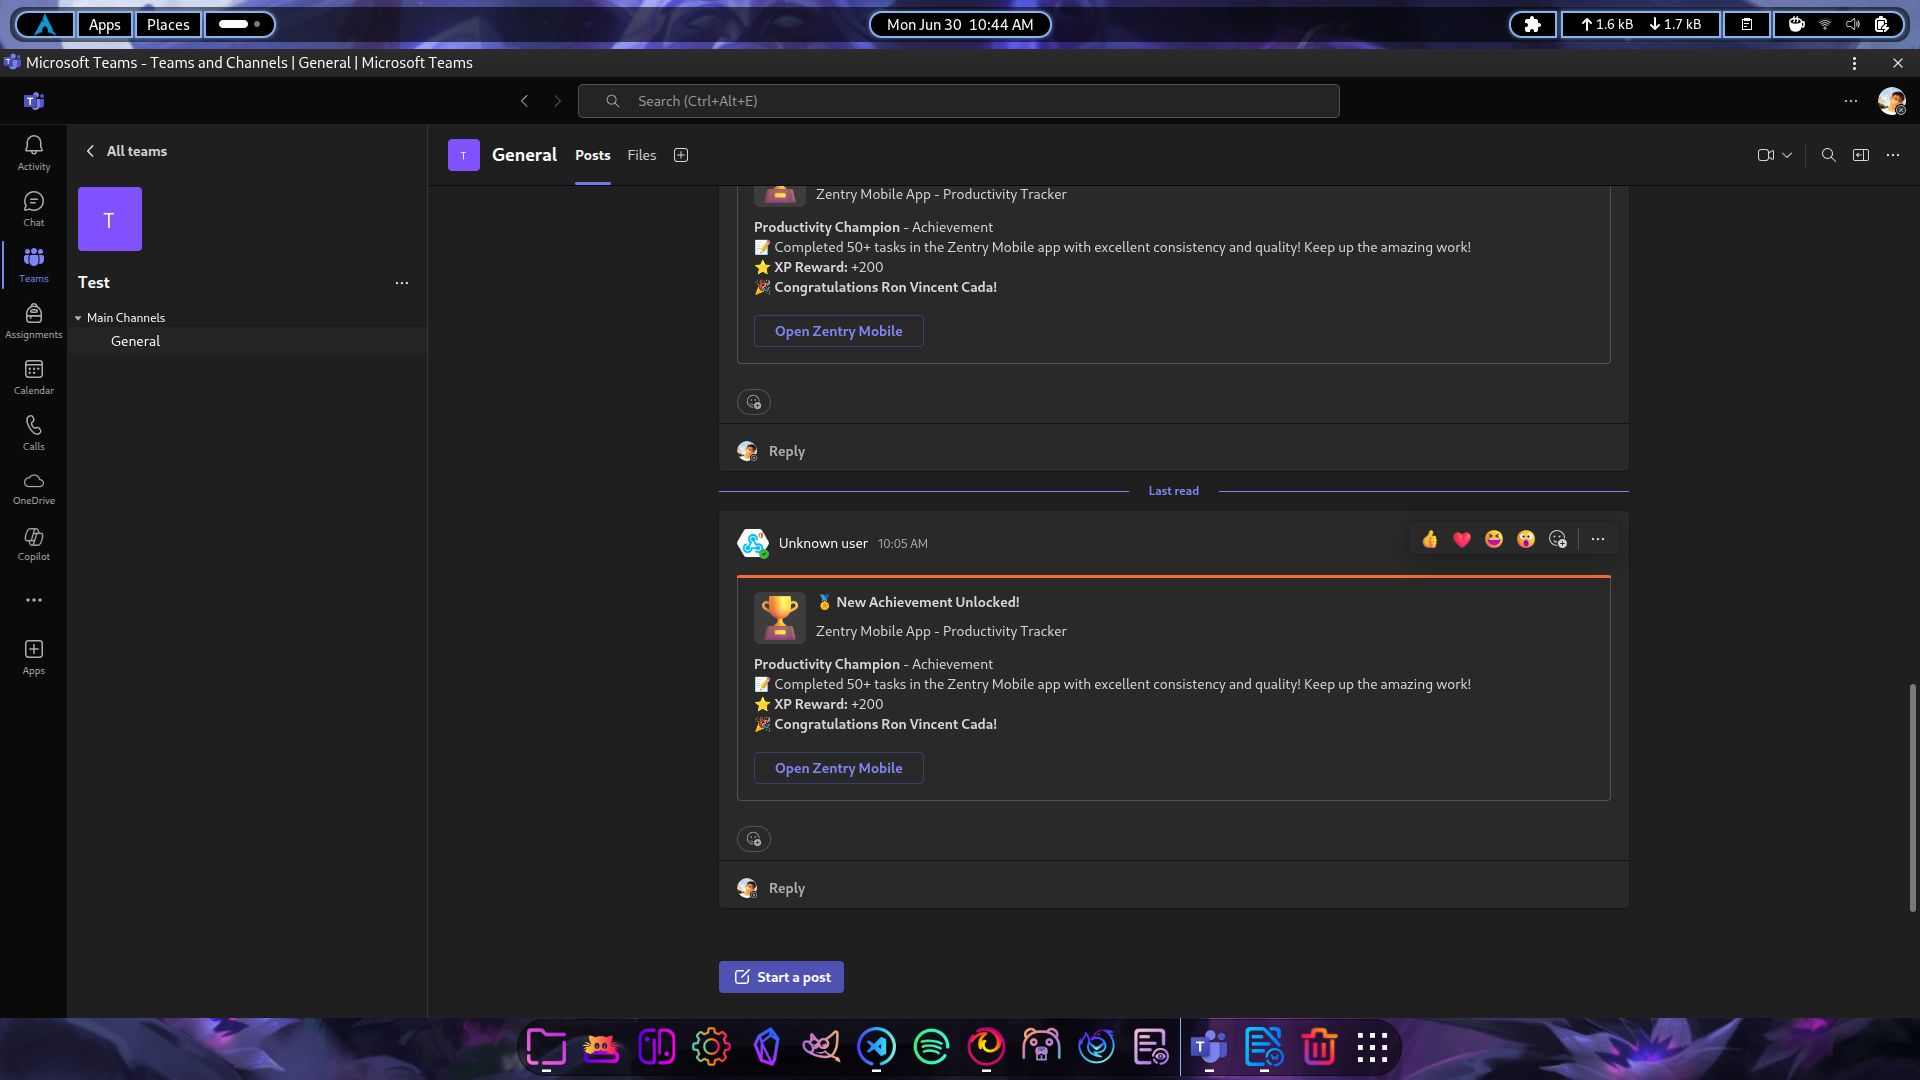 Apps
Places
Mon Jun 30 10:44 AM
1.6 kB
1.7 kB
Microsoft Teams - Teams and Channels | General | Microsoft Teams
Search (Ctrl+Alt+E)
Activity
Chat
Teams
Assignments
Calendar
Calls
OneDrive
Copilot
Apps
All teams
T
Test
Main Channels
General
T
General
Posts
Files
Zentry Mobile App - Productivity Tracker
Productivity Champion - Achievement
📝 Completed 50+ tasks in the Zentry Mobile app with excellent consistency and quality! Keep up the amazing work!
⭐ XP Reward: +200
🎉 Congratulations Ron Vincent Cada!
Open Zentry Mobile
Reply
Last read
Unknown user 10:05 AM
🏅 New Achievement Unlocked!
Zentry Mobile App - Productivity Tracker
Productivity Champion - Achievement
📝 Completed 50+ tasks in the Zentry Mobile app with excellent consistency and quality! Keep up the amazing work!
⭐ XP Reward: +200
🎉 Congratulations Ron Vincent Cada!
Open Zentry Mobile
Reply
Start a post